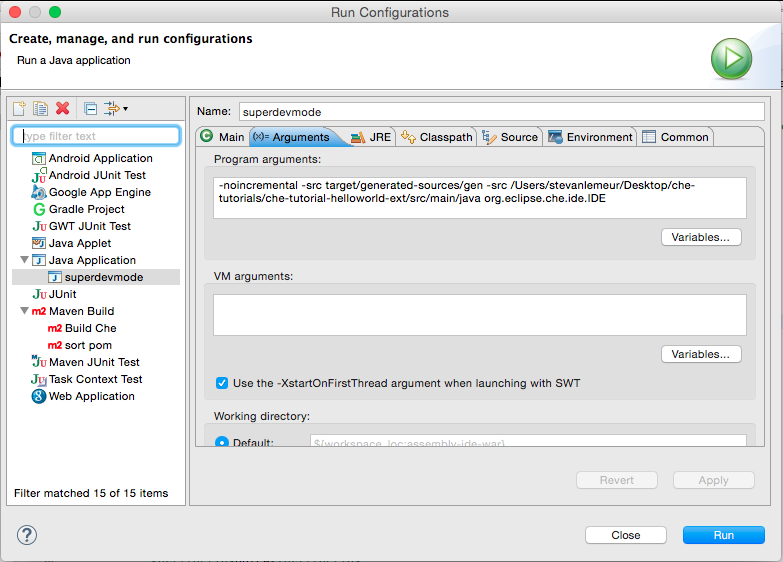 Run Configurations
Create, manage, and run configurations
Run a Java application
type filter text
Android Application
Android JUnit Test
Google App Engine
Gradle Project
GWT JUnit Test
Java Applet
Java Application
superdevmode
JUnit
Maven Build
Build Che
sort pom
Maven JUnit Test
Task Context Test
Web Application
Filter matched 15 of 15 items
Name: superdevmode
Main (x)= Arguments JRE Classpath Source Environment Common
Program arguments:
-noincremental -src target/generated-sources/gen -src /Users/stevanlemeur/Desktop/che-
tutorials/che-tutorial-helloworld-ext/src/main/java org.eclipse.che.ide.IDE
Variables...
VM arguments:
Variables...
Use the -XstartOnFirstThread argument when launching with SWT
Working directory:
Default: ${workspace_loc:assembly-ide-war}
Revert Apply
? Close Run